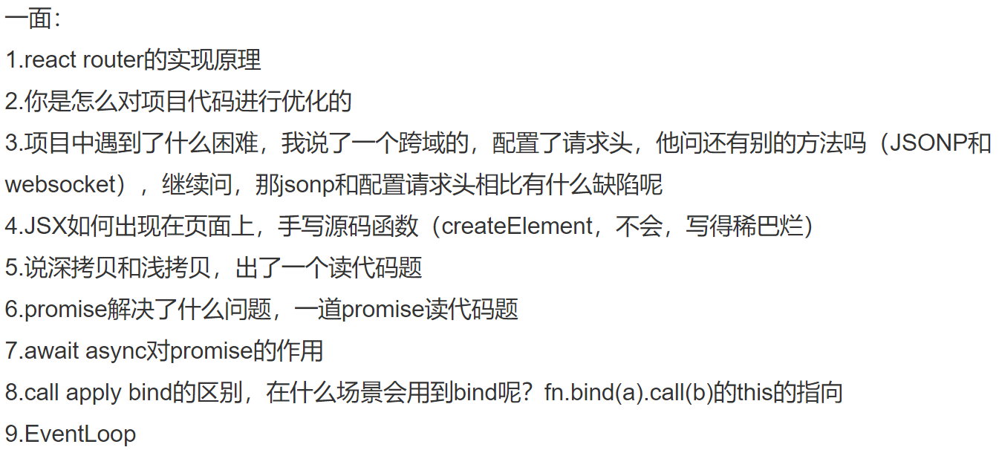 一面：
1.react router的实现原理
2.你是怎么对项目代码进行优化的
3.项目中遇到了什么困难，我说了一个跨域的，配置了请求头，他问还有别的方法吗（JSONP和
websocket），继续问，那jsonp和配置请求头相比有什么缺陷呢
4.JSX如何出现在页面上，手写源码函数（createElement，不会，写得稀巴烂）
5.说深拷贝和浅拷贝，出了一个读代码题
6.promise解决了什么问题，一道promise读代码题
7.await async对promise的作用
8.call apply bind的区别，在什么场景会用到bind呢？fn.bind(a).call(b)的this的指向
9.EventLoop